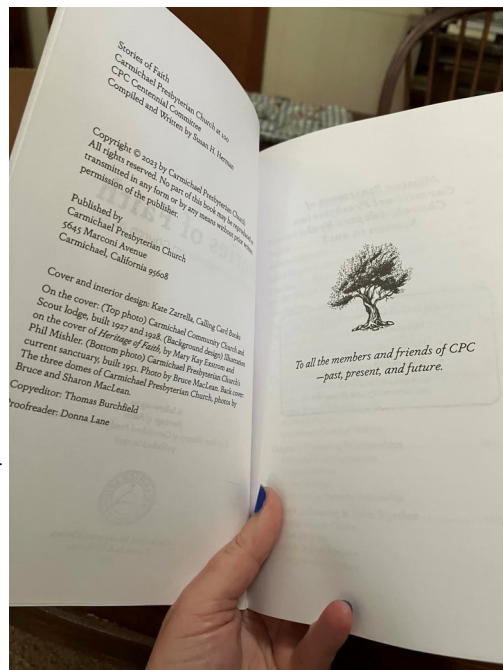 Stories of Faith
Carmichael Presbyterian Church at 100
CPC Centennial Committee
Compiled and Written by Susan H. Herman
Copyright © 2023 by Carmichael Presbyterian Church
All rights reserved. No part of this book may be reproduced or
transmitted in any form or by any means without prior written
permission of the publisher.
Published by
Carmichael Presbyterian Church
5645 Marconi Avenue
Carmichael, California 95608
Cover and interior design: Kate Zarrella, Calling Card Books
On the cover: (Top photo) Carmichael Community Church and
Scout lodge, built 1927 and 1928. (Background design) Illustration
on the cover of Heritage of Faith, by Mary Kay Exstrom and
Phil Mishler. (Bottom photo) Carmichael Presbyterian Church's
current sanctuary, built 1951. Photo by Bruce MacLean. Back cover:
The three domes of Carmichael Presbyterian Church, photos by
Bruce and Sharon MacLean.
Copyeditor: Thomas Burchfield
Proofreader: Donna Lane
To all the members and friends of CPC
—past, present, and future.